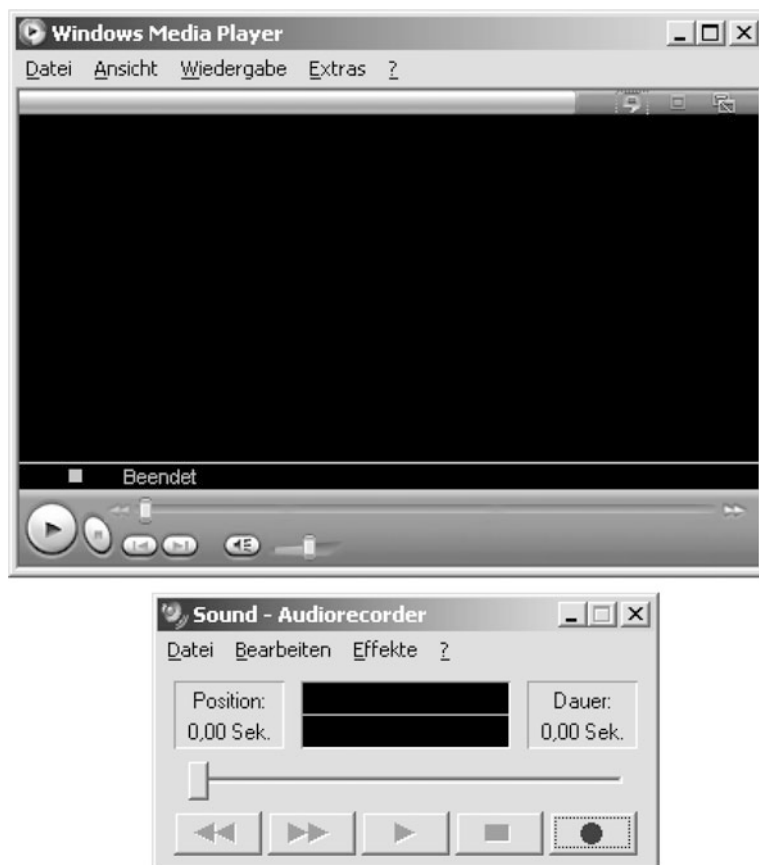 Windows Media Player
Datei Ansicht Wiedergabe Extras ?
Beendet
Sound - Audiorecorder
Datei Bearbeiten Effekte ?
Position: Dauer:
0,00 Sek. 0,00 Sek.